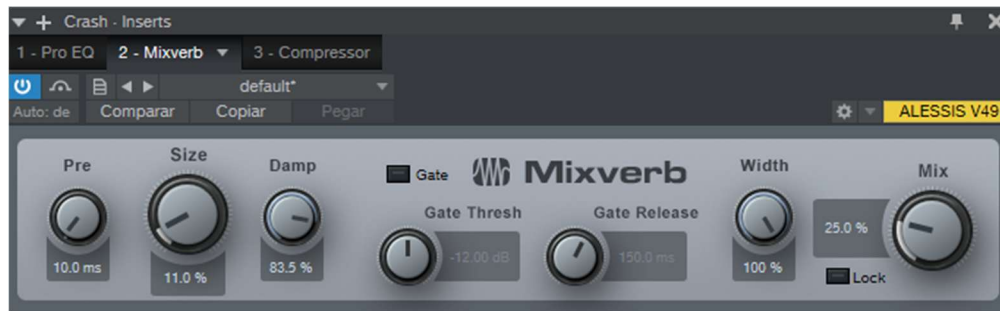 Crash - Inserts
1 - Pro EQ 2 - Mixverb 3 - Compressor
default*
Auto: de Comparar Copiar Pegar ALESSIS V49
Pre Size Damp Gate Mixverb Width Mix
Gate Thresh Gate Release
10.0 ms 11.0 % 83.5 % -12.00 dB 150.0 ms 100 % 25.0 %
Lock